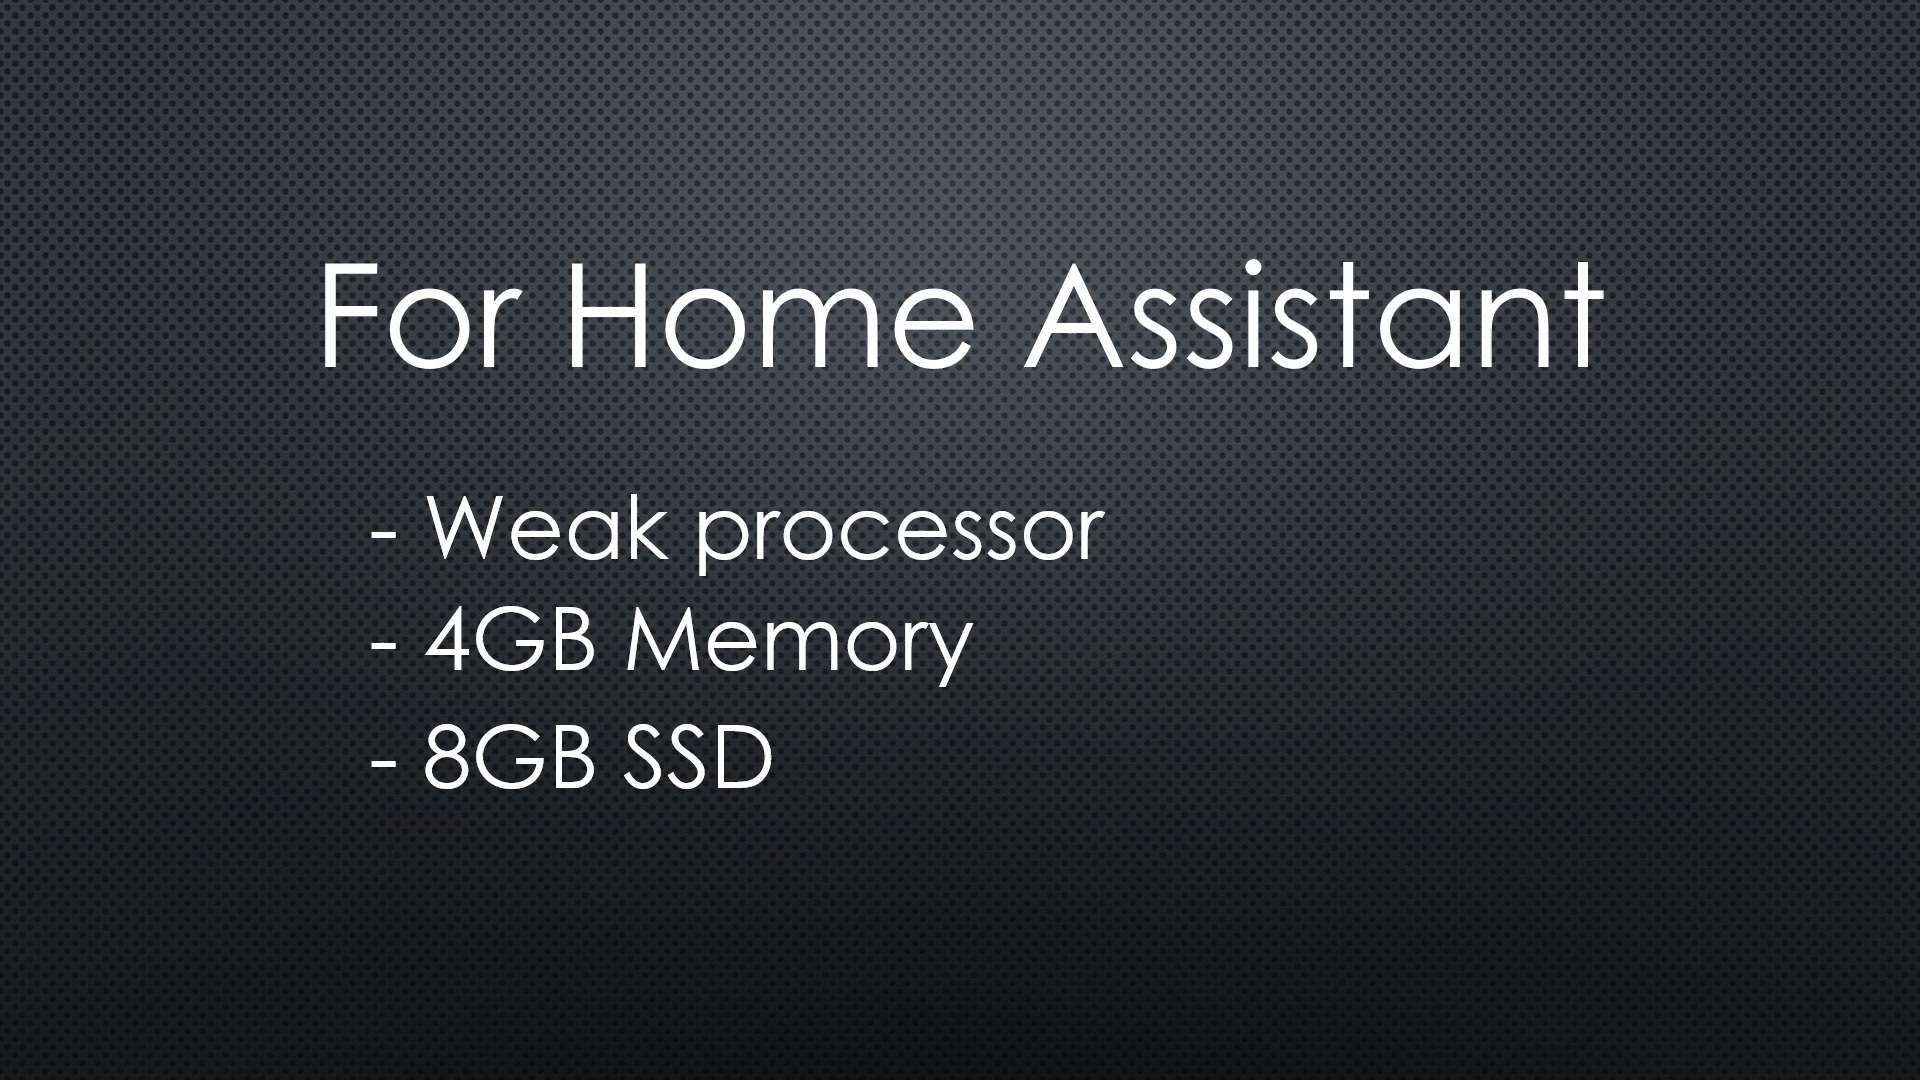 For Home Assistant
- Weak processor
- 4GB Memory
- 8GB SSD